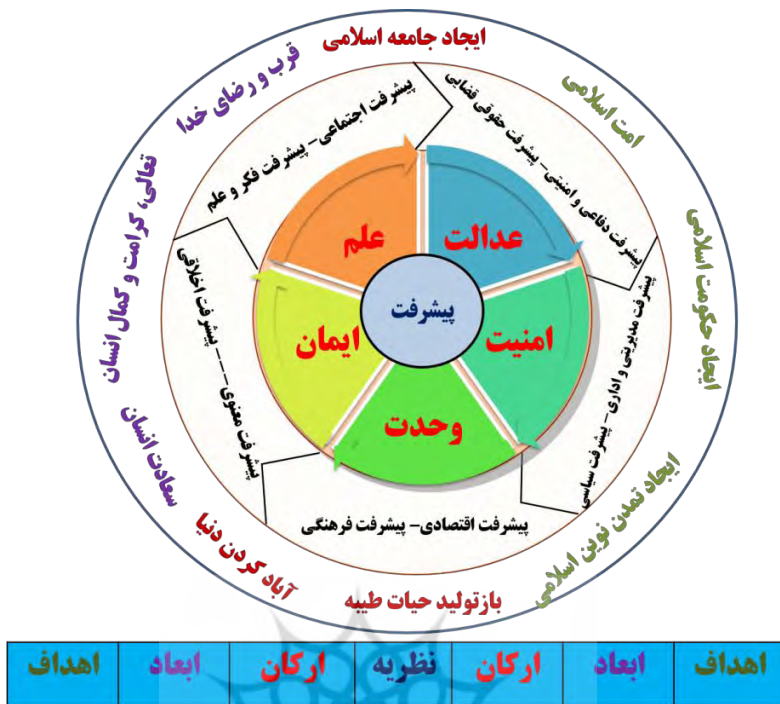 ایجاد جامعه اسلامی
امت اسلامی
ایجاد حکومت اسلامی
ایجاد تمدن نوین اسلامی
بازتولید حیات طیبه
آباد کردن دنیا
سعادت انسان
تعالی، کرامت و کمال انسان
قرب و رضای خدا
پیشرفت حقوقی قضایی
پیشرفت دفاعی و امنیتی -
پیشرفت مدیریتی و اداری - پیشرفت سیاسی
پیشرفت اقتصادی- پیشرفت فرهنگی
پیشرفت معنوی --- پیشرفت اخلاقی
پیشرفت اجتماعی- پیشرفت فکر و علم
عدالت
امنیت
وحدت
ایمان
علم
پیشرفت
اهداف ابعاد ارکان نظریه ارکان ابعاد اهداف